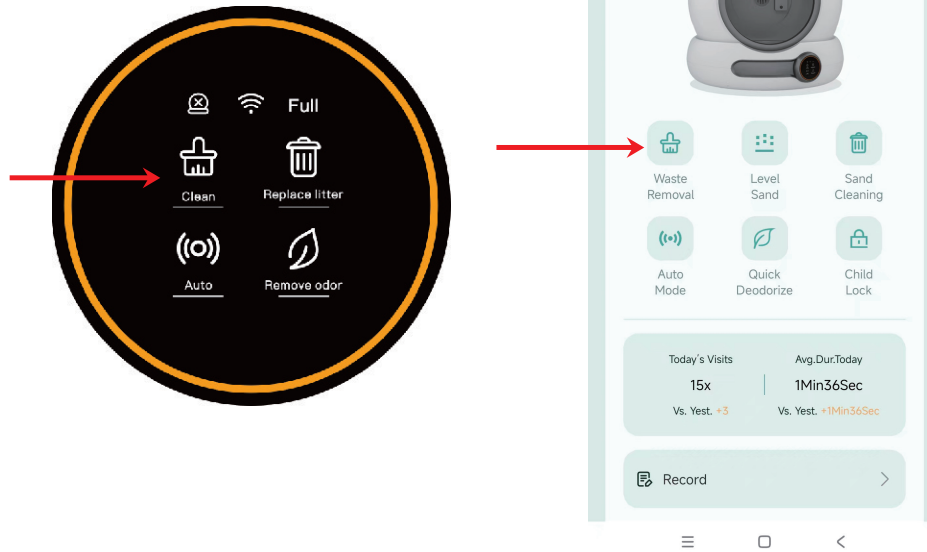 Full
Clean
Replace litter
Auto
Remove odor
Waste
Removal
Level
Sand
Sand
Cleaning
Auto
Mode
Quick
Deodorize
Child
Lock
Today's Visits
Avg.Dur.Today
15x
1Min36Sec
Vs. Yest. +3
Vs. Yest. +1Min36Sec
Record